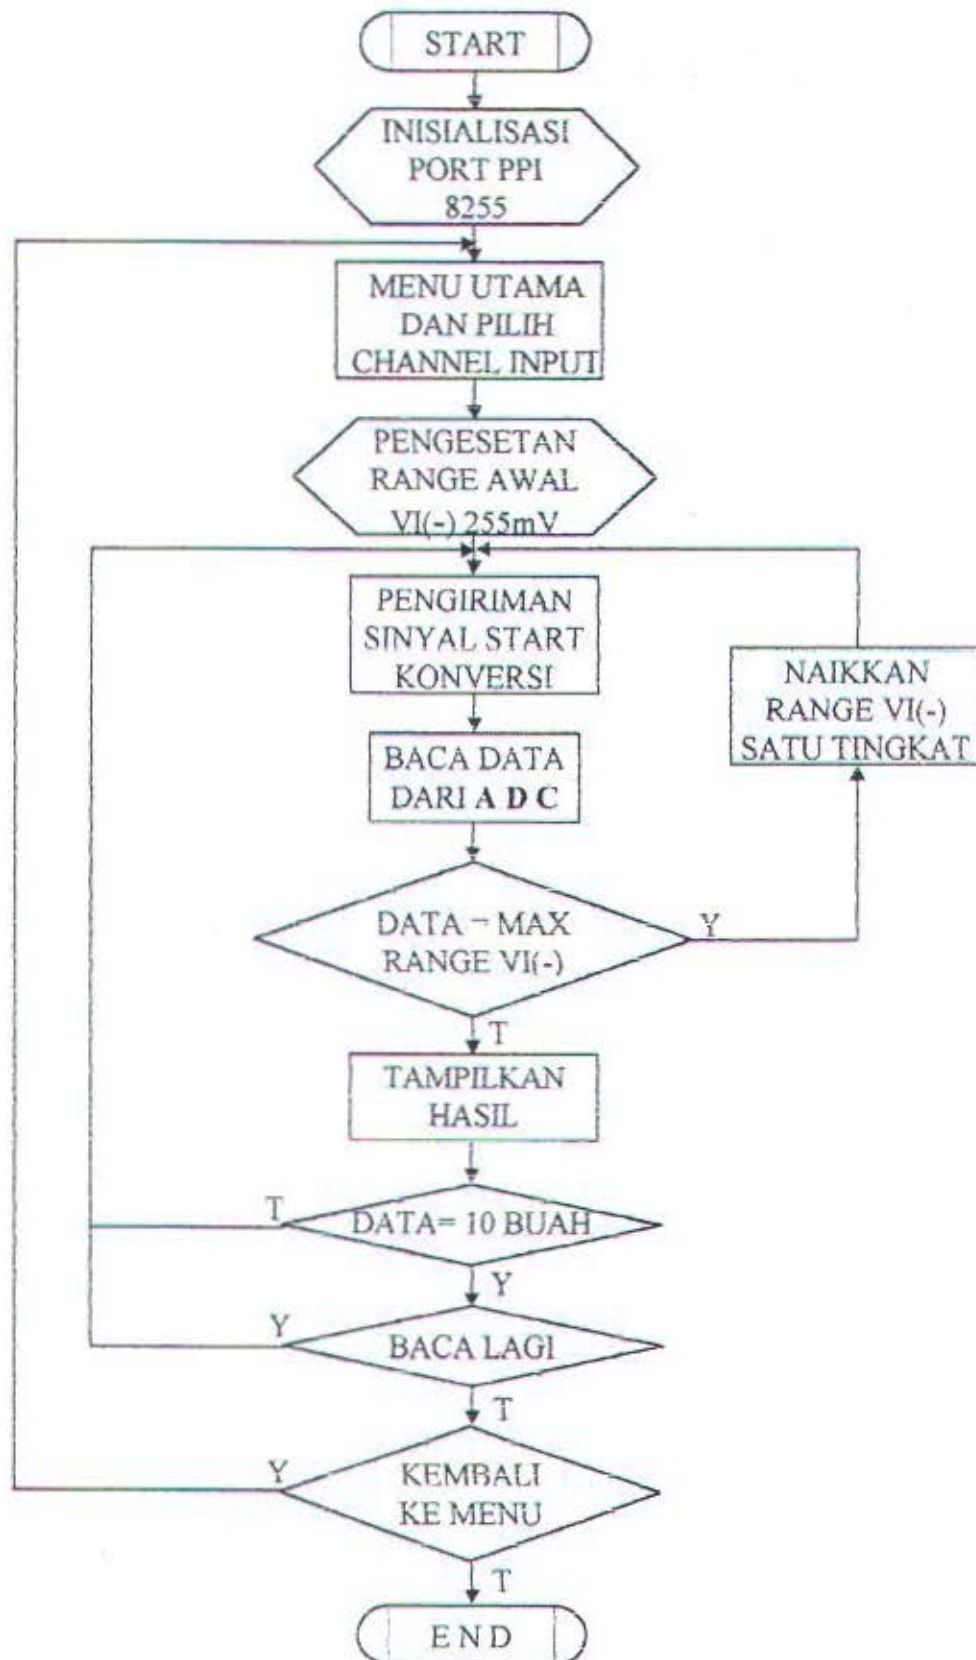 START
INISIALISASI
PORT PPI
8255
MENU UTAMA
DAN PILIH
CHANNEL INPUT
PENGESETAN
RANGE AWAL
VI(-) 255mV
PENGIRIMAN
SINYAL START
KONVERSI
NAIKKAN
RANGE VI(-)
SATU TINGKAT
BACA DATA
DARI A D C
DATA = MAX
RANGE VI(-)
Y
T
TAMPILKAN
HASIL
T
DATA= 10 BUAH
Y
Y
BACA LAGI
T
Y
KEMBALI
KE MENU
T
E N D